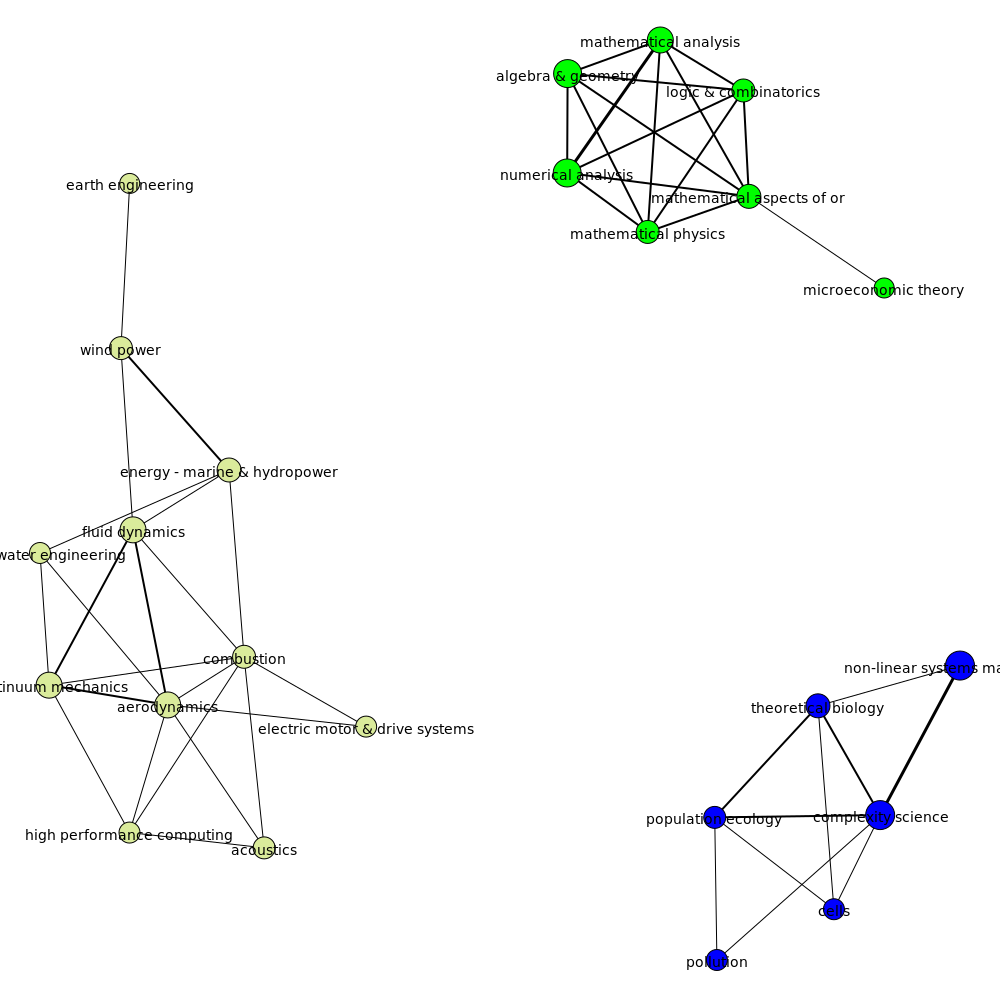 mathematical analysis
algebra & geometry
logic & combinatorics
numerical analysis
mathematical aspects of or
mathematical physics
microeconomic theory
earth engineering
wind power
energy - marine & hydropower
fluid dynamics
water engineering
combustion
tinuum mechanics
aerodynamics
electric motor & drive systems
high performance computing
acoustics
non-linear systems ma
theoretical biology
population ecology
complexity science
cells
pollution